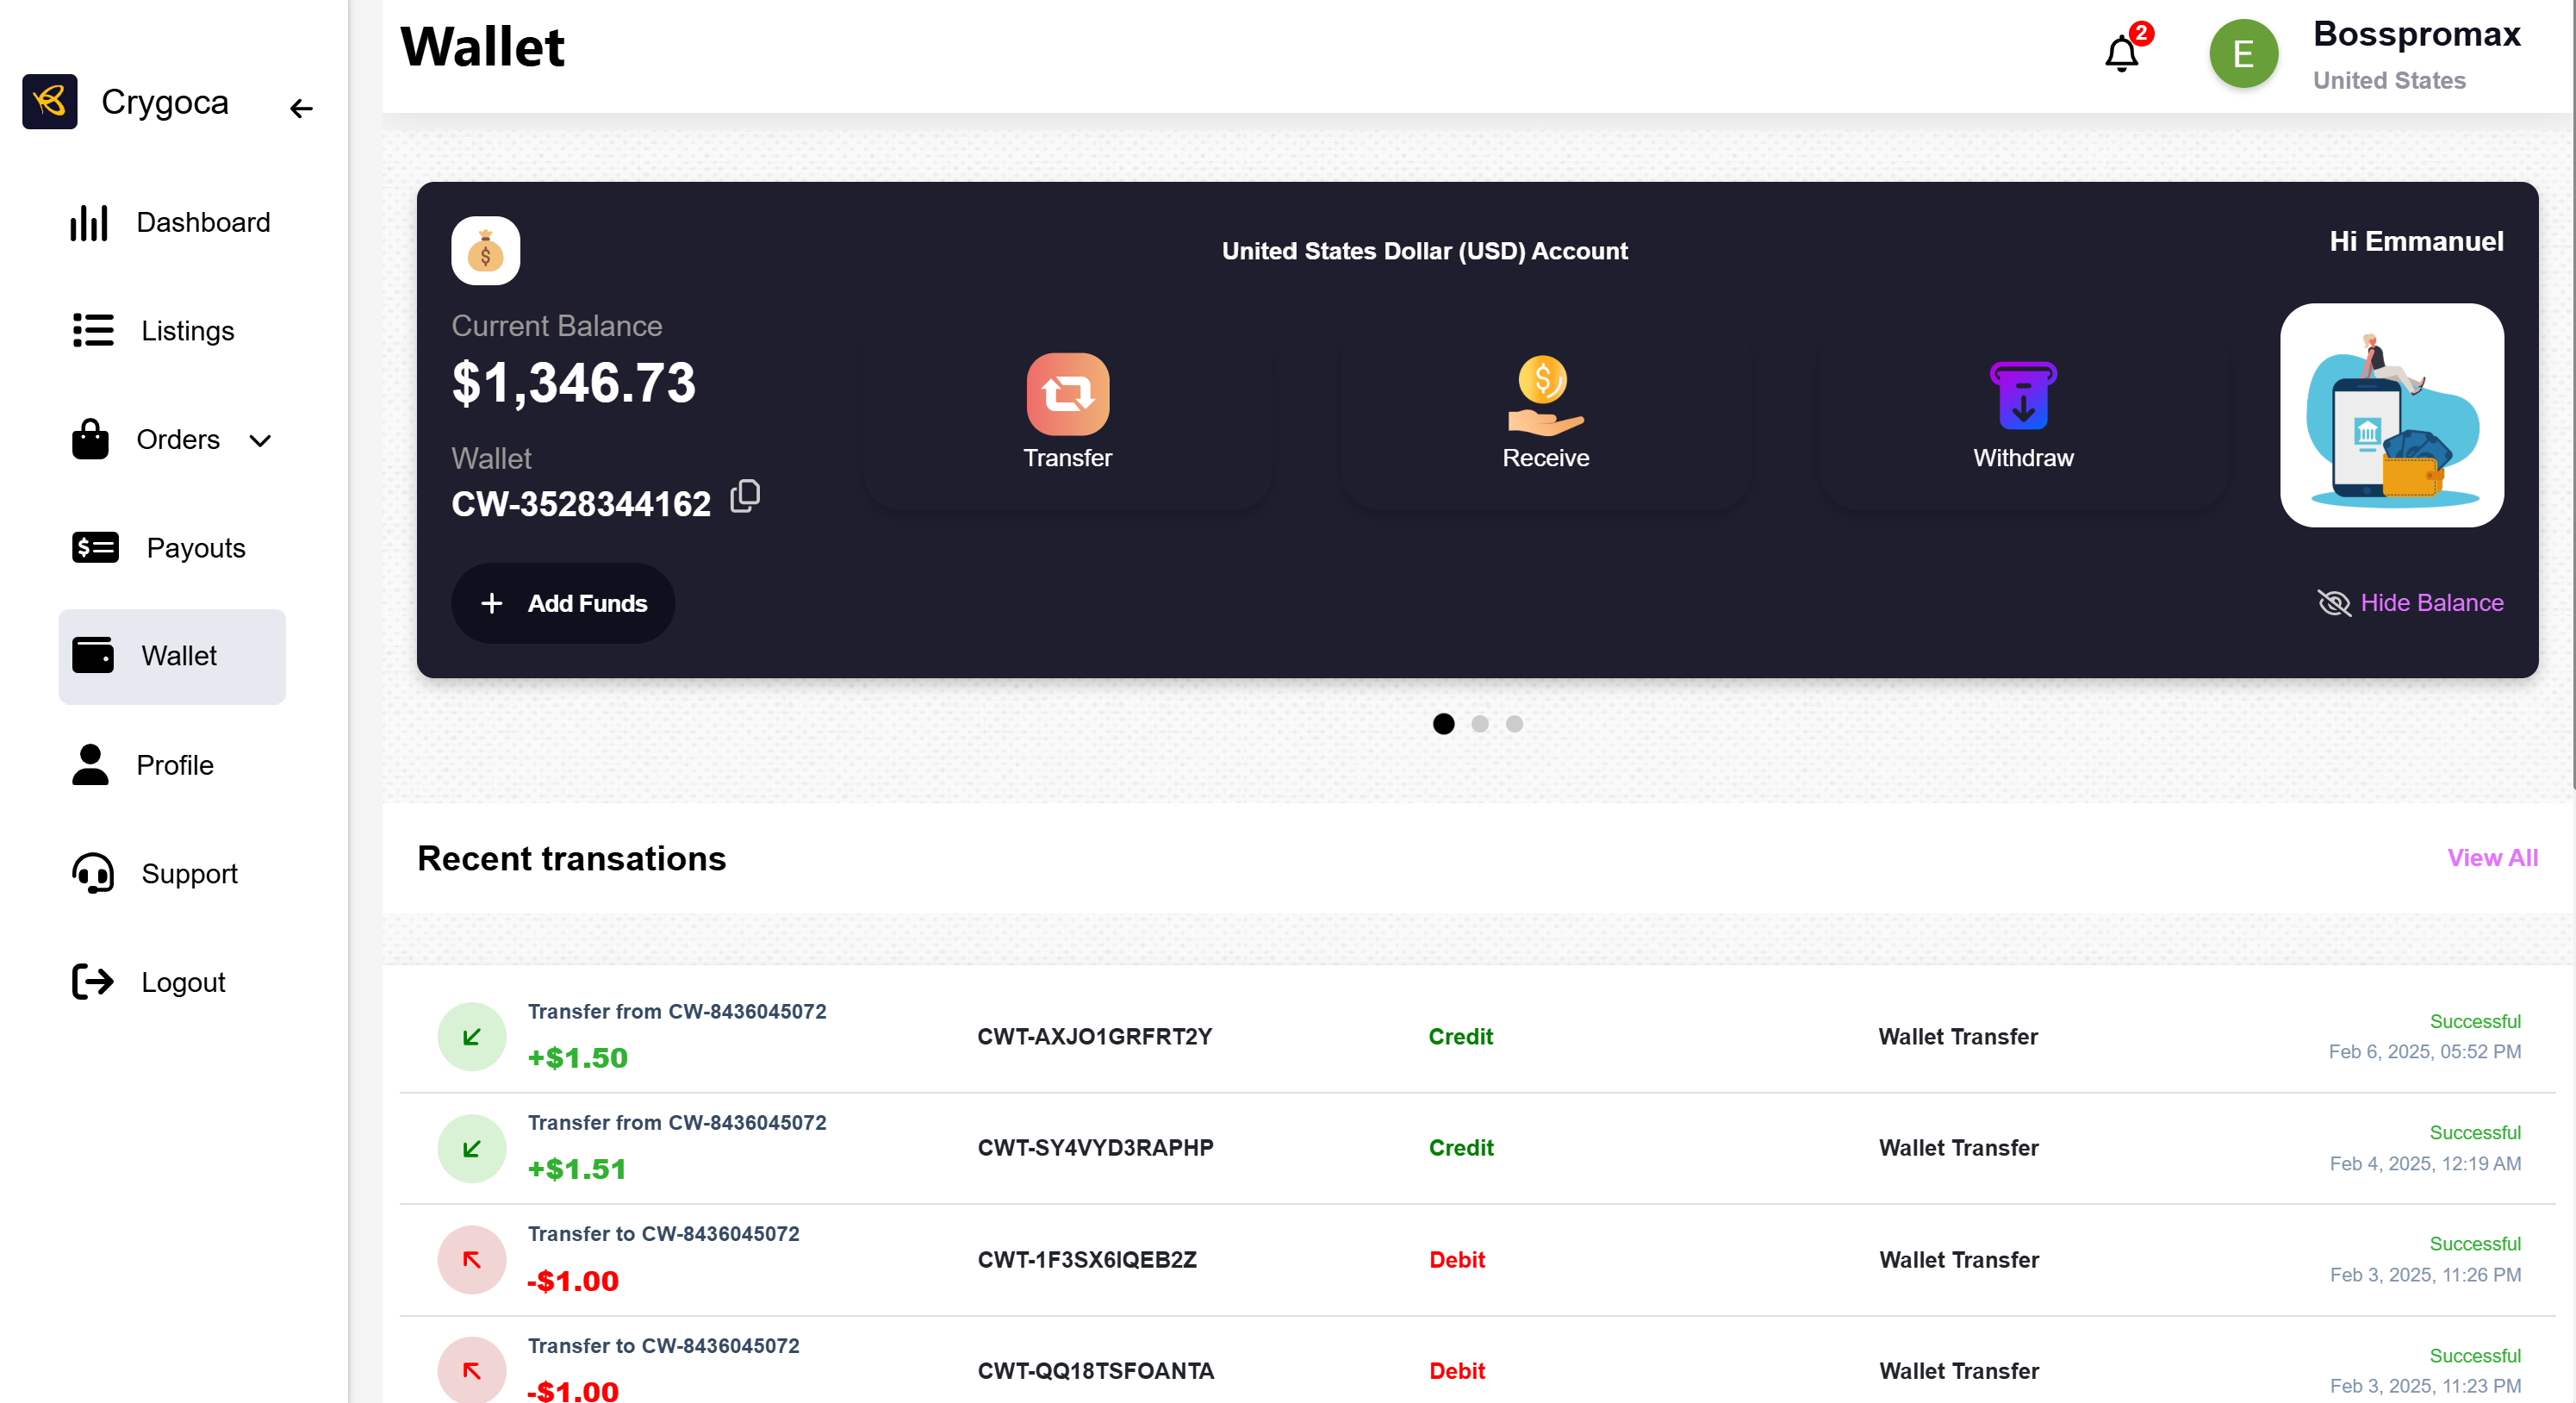 Crygoca
Dashboard
Listings
Orders
Payouts
Wallet
Profile
Support
Logout
Wallet
2
E
Bosspromax
United States
United States Dollar (USD) Account
Hi Emmanuel
Current Balance
$1,346.73
Wallet
CW-3528344162
Transfer
Receive
Withdraw
Add Funds
Hide Balance
Recent transations
View All
Transfer from CW-8436045072
+$1.50
CWT-AXJO1GRFRT2Y
Credit
Wallet Transfer
Successful
Feb 6, 2025, 05:52 PM
Transfer from CW-8436045072
+$1.51
CWT-SY4VYD3RAPHP
Credit
Wallet Transfer
Successful
Feb 4, 2025, 12:19 AM
Transfer to CW-8436045072
-$1.00
CWT-1F3SX6IQEB2Z
Debit
Wallet Transfer
Successful
Feb 3, 2025, 11:26 PM
Transfer to CW-8436045072
-$1.00
CWT-QQ18TSFOANTA
Debit
Wallet Transfer
Successful
Feb 3, 2025, 11:23 PM